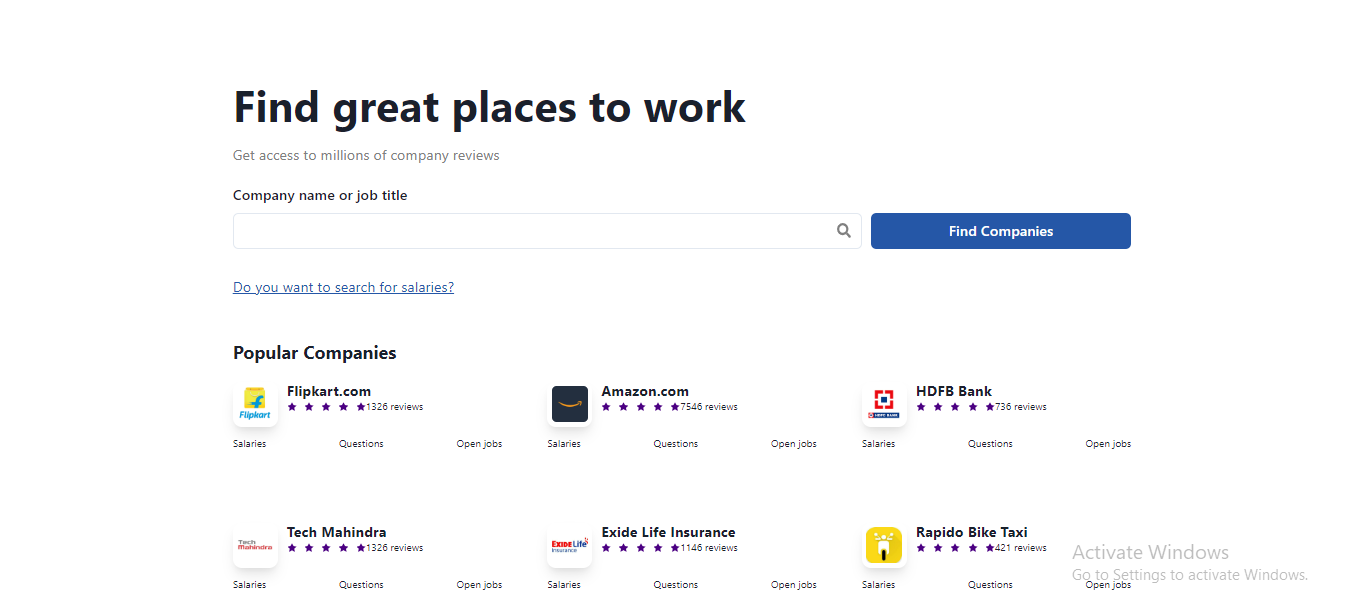 Find great places to work
Get access to millions of company reviews
Company name or job title
Find Companies
Do you want to search for salaries?
Popular Companies
Flipkart
Flipkart.com
1326 reviews
Salaries Questions Open jobs
Amazon.com
7546 reviews
Salaries Questions Open jobs
HDFC BANK
HDFB Bank
736 reviews
Salaries Questions Open jobs
Tech
Mahindra
Tech Mahindra
1326 reviews
Salaries Questions Open jobs
EXIDE Life
Insurance
Exide Life Insurance
1146 reviews
Salaries Questions Open jobs
Rapido Bike Taxi
421 reviews
Salaries Questions Open jobs
Activate Windows
Go to Settings to activate Windows.